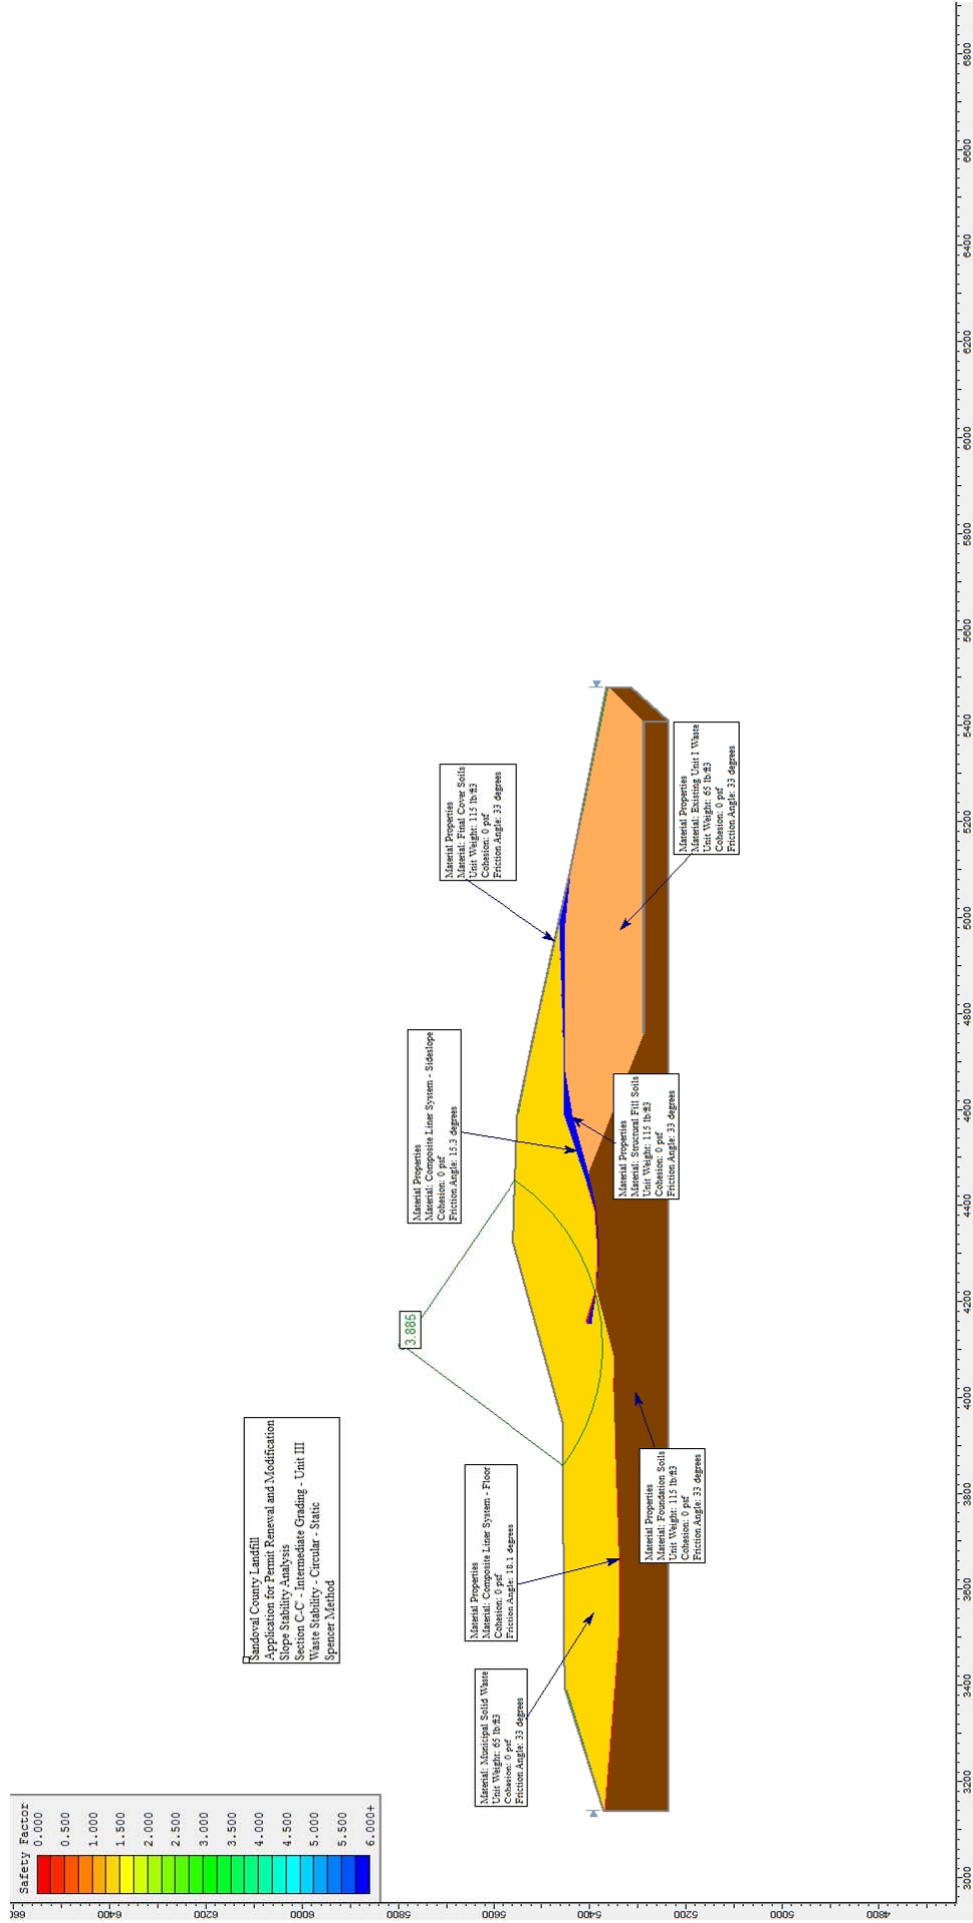 Safety Factor
0.000
0.500
1.000
1.500
2.000
2.500
3.000
3.500
4.000
4.500
5.000
5.500
6.000+
Sandoval County Landfill
Application for Permit Renewal and Modification
Slope Stability Analysis
Section C-C' - Intermediate Grading - Unit III
Waste Stability - Circular - Static
Spencer Method
3.885
Material: Municipal Solid Waste
Unit Weight: 65 lb/ft3
Cohesion: 0 psf
Friction Angle: 33 degrees
Material Properties
Material: Composite Liner System - Floor
Cohesion: 0 psf
Friction Angle: 18.1 degrees
Material Properties
Material: Composite Liner System - Sideslope
Cohesion: 0 psf
Friction Angle: 15.3 degrees
Material Properties
Material: Final Cover Soils
Unit Weight: 115 lb/ft3
Cohesion: 0 psf
Friction Angle: 33 degrees
Material Properties
Material: Foundation Soils
Unit Weight: 115 lb/ft3
Cohesion: 0 psf
Friction Angle: 33 degrees
Material Properties
Material: Structural Fill Soils
Unit Weight: 115 lb/ft3
Cohesion: 0 psf
Friction Angle: 33 degrees
Material Properties
Material: Existing Unit I Waste
Unit Weight: 65 lb/ft3
Cohesion: 0 psf
Friction Angle: 33 degrees
6400
6200
6000
5800
5600
5400
5200
5000
4800
3000
3200
3400
3600
3800
4000
4200
4400
4600
4800
5000
5200
5400
5600
5800
6000
6200
6400
6600
6800